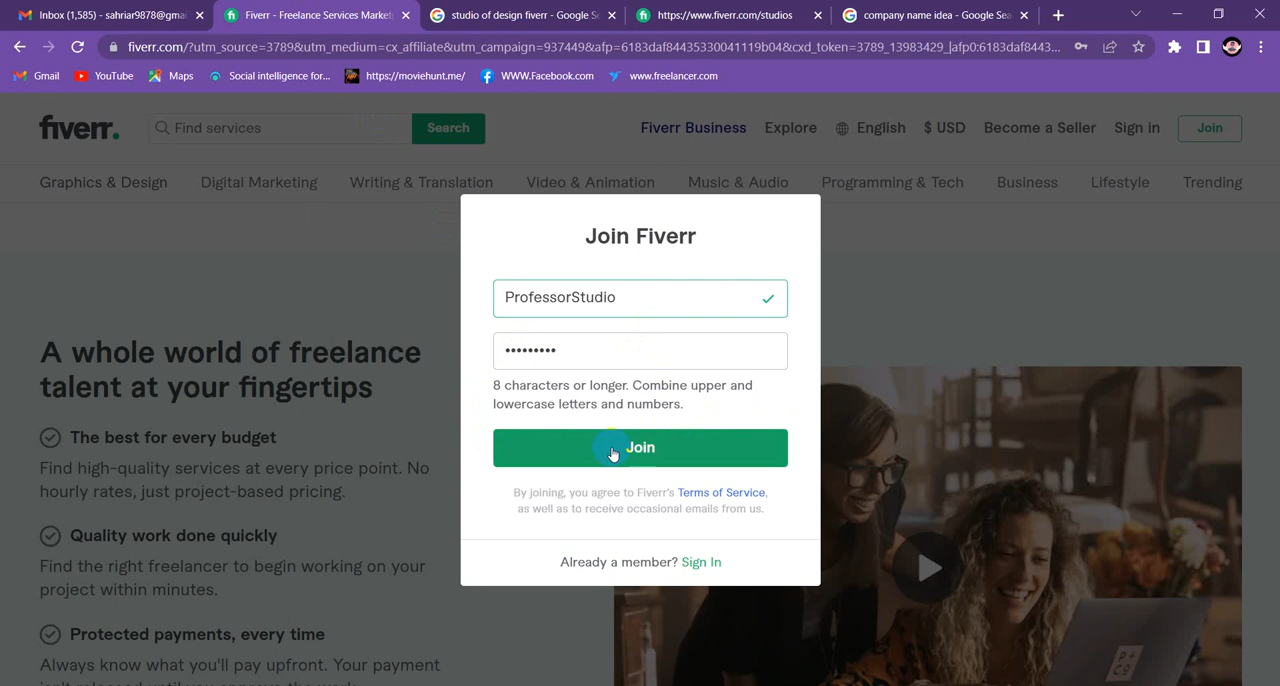 Inbox (1,585) - sahriar9878@gmai
Fiverr - Freelance Services Market
studio of design fiverr - Google Se
https://www.fiverr.com/studios
company name idea - Google Sea
fiverr.com/?utm_source=3789&utm_medium=cx_affiliate&utm_campaign=937449&afp=6183daf84435330041119b04&cxd_token=3789_13983429_|afp0:6183daf8443...
Gmail
YouTube
Maps
Social intelligence for...
https://moviehunt.me/
WWW.Facebook.com
www.freelancer.com
fiverr.
Find services
Search
Fiverr Business
Explore
English
$ USD
Become a Seller
Sign in
Join
Graphics & Design
Digital Marketing
Writing & Translation
Video & Animation
Music & Audio
Programming & Tech
Business
Lifestyle
Trending
Join Fiverr
ProfessorStudio
•••••••••
8 characters or longer. Combine upper and
lowercase letters and numbers.
Join
By joining, you agree to Fiverr's Terms of Service,
as well as to receive occasional emails from us.
Already a member? Sign In
A whole world of freelance
talent at your fingertips
The best for every budget
Find high-quality services at every price point. No
hourly rates, just project-based pricing.
Quality work done quickly
Find the right freelancer to begin working on your
project within minutes.
Protected payments, every time
Always know what you'll pay upfront. Your payment